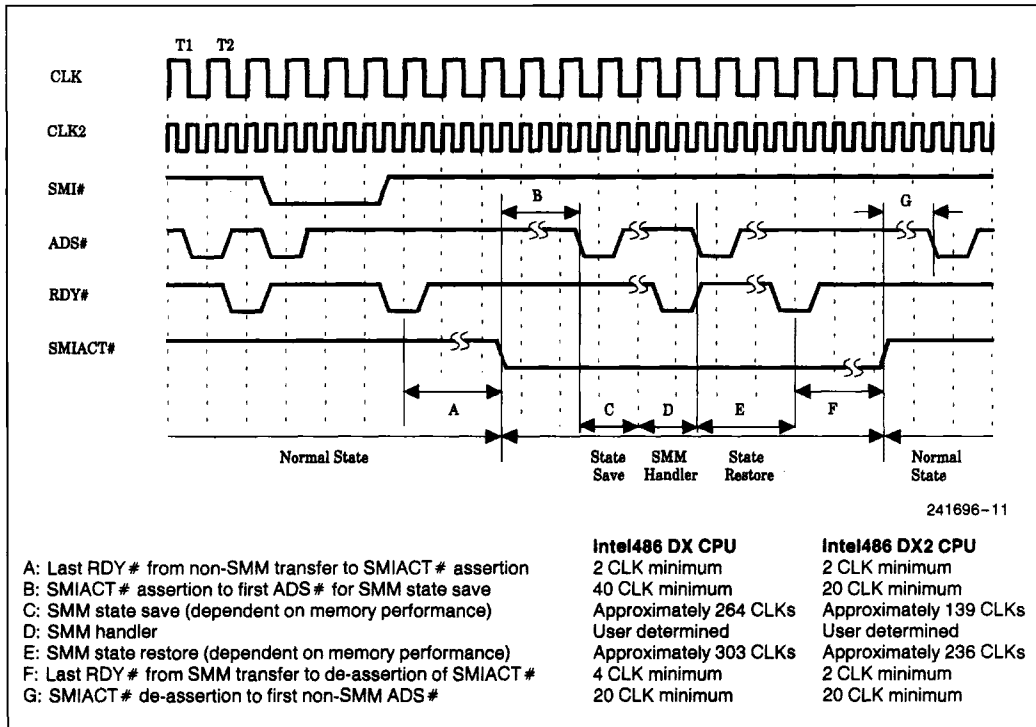 T1 T2
CLK
CLK2
SMI#
B
G
ADS#
RDY#
SMIACT#
A
C D E F
Normal State
State Save
SMM Handler
State Restore
Normal State
241696-11
Intel486 DX CPU Intel486 DX2 CPU
A: Last RDY# from non-SMM transfer to SMIACT# assertion 2 CLK minimum 2 CLK minimum
B: SMIACT# assertion to first ADS# for SMM state save 40 CLK minimum 20 CLK minimum
C: SMM state save (dependent on memory performance) Approximately 264 CLKs Approximately 139 CLKs
D: SMM handler User determined User determined
E: SMM state restore (dependent on memory performance) Approximately 303 CLKs Approximately 236 CLKs
F: Last RDY# from SMM transfer to de-assertion of SMIACT# 4 CLK minimum 2 CLK minimum
G: SMIACT# de-assertion to first non-SMM ADS# 20 CLK minimum 20 CLK minimum